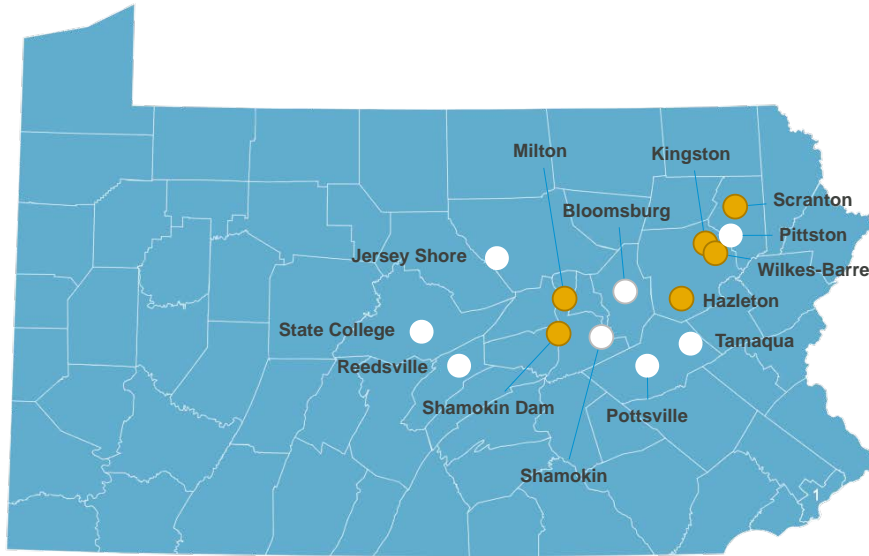 Milton
Kingston
Scranton
Bloomsburg
Pittston
Jersey Shore
Wilkes-Barre
Hazleton
State College
Tamaqua
Reedsville
Shamokin Dam
Pottsville
Shamokin
1